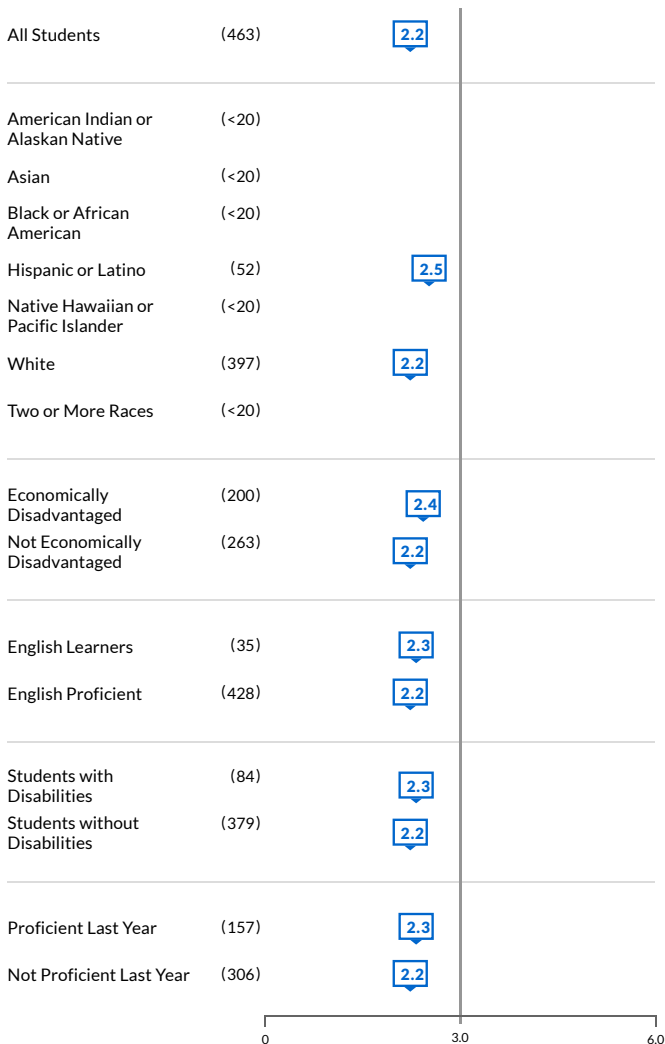 All Students (463) 2.2
American Indian or (<20)
Alaskan Native
Asian (<20)
Black or African (<20)
American
Hispanic or Latino (52) 2.5
Native Hawaiian or (<20)
Pacific Islander
White (397) 2.2
Two or More Races (<20)
Economically (200) 2.4
Disadvantaged
Not Economically (263) 2.2
Disadvantaged
English Learners (35) 2.3
English Proficient (428) 2.2
Students with (84) 2.3
Disabilities
Students without (379) 2.2
Disabilities
Proficient Last Year (157) 2.3
Not Proficient Last Year (306) 2.2
0 3.0 6.0